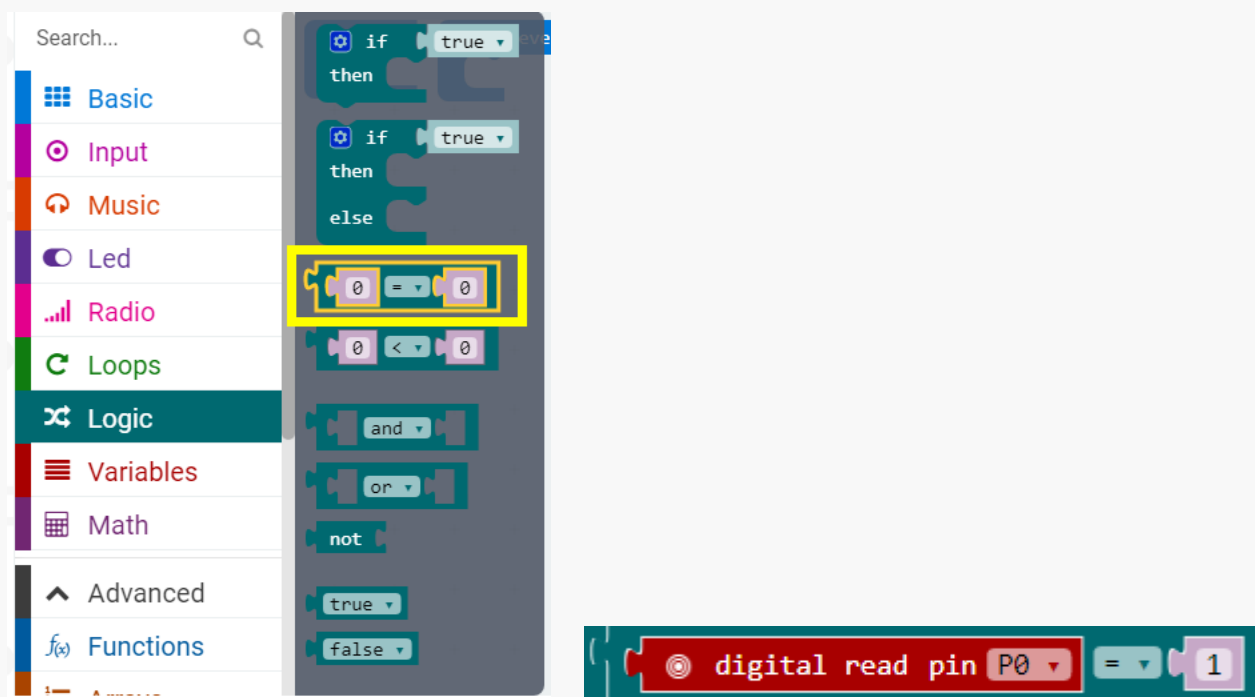 Search...
Basic
Input
Music
Led
Radio
Loops
Logic
Variables
Math
Advanced
f(x) Functions
if true
then
if true
then
else
0 = 0
0 < 0
and
or
not
true
false
digital read pin P0 = 1